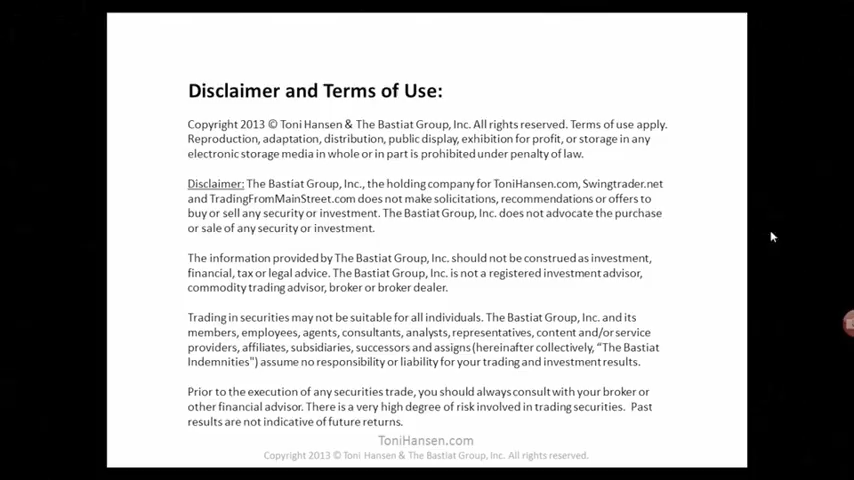 Disclaimer and Terms of Use:
Copyright 2013 © Toni Hansen & The Bastiat Group, Inc. All rights reserved. Terms of use apply.
Reproduction, adaptation, distribution, public display, exhibition for profit, or storage in any
electronic storage media in whole or in part is prohibited under penalty of law.
Disclaimer: The Bastiat Group, Inc., the holding company for ToniHansen.com, Swingtrader.net
and TradingFromMainStreet.com does not make solicitations, recommendations or offers to
buy or sell any security or investment. The Bastiat Group, Inc. does not advocate the purchase
or sale of any security or investment.
The information provided by The Bastiat Group, Inc. should not be construed as investment,
financial, tax or legal advice. The Bastiat Group, Inc. is not a registered investment advisor,
commodity trading advisor, broker or broker dealer.
Trading in securities may not be suitable for all individuals. The Bastiat Group, Inc. and its
members, employees, agents, consultants, analysts, representatives, content and/or service
providers, affiliates, subsidiaries, successors and assigns (hereinafter collectively, “The Bastiat
Indemnities") assume no responsibility or liability for your trading and investment results.
Prior to the execution of any securities trade, you should always consult with your broker or
other financial advisor. There is a very high degree of risk involved in trading securities. Past
results are not indicative of future returns.
ToniHansen.com
Copyright 2013 © Toni Hansen & The Bastiat Group, Inc. All rights reserved.